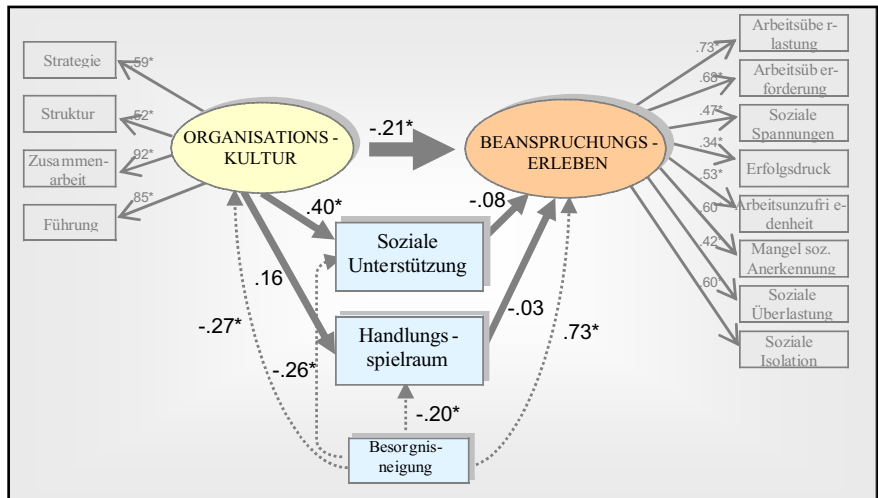 Strategie
Struktur
Zusammen-
arbeit
Führung
.59*
.52*
.92*
.85*
ORGANISATIONS -
KULTUR
-.21*
BEANSPRUCHUNGS -
ERLEBEN
.40*
-.08
Soziale
Unterstützung
.16
-.03
Handlungs -
spielraum
-.27*
-.26*
-.20*
.73*
Besorgnis-
neigung
.73*
.68*
.47*
.34*
.53*
.60
.42*
.60*
Arbeitsübe r-
lastung
Arbeitsüb er-
forderung
Soziale
Spannungen
Erfolgsdruck
Arbeitsunzufri e-
denheit
Mangel soz.
Anerkennung
Soziale
Überlastung
Soziale
Isolation